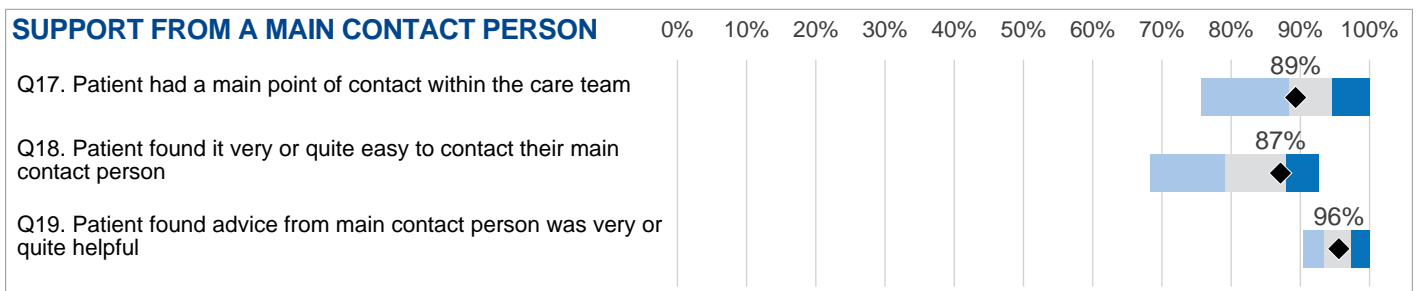 SUPPORT FROM A MAIN CONTACT PERSON 0% 10% 20% 30% 40% 50% 60% 70% 80% 90% 100%
Q17. Patient had a main point of contact within the care team 89%
Q18. Patient found it very or quite easy to contact their main
contact person 87%
Q19. Patient found advice from main contact person was very or
quite helpful 96%